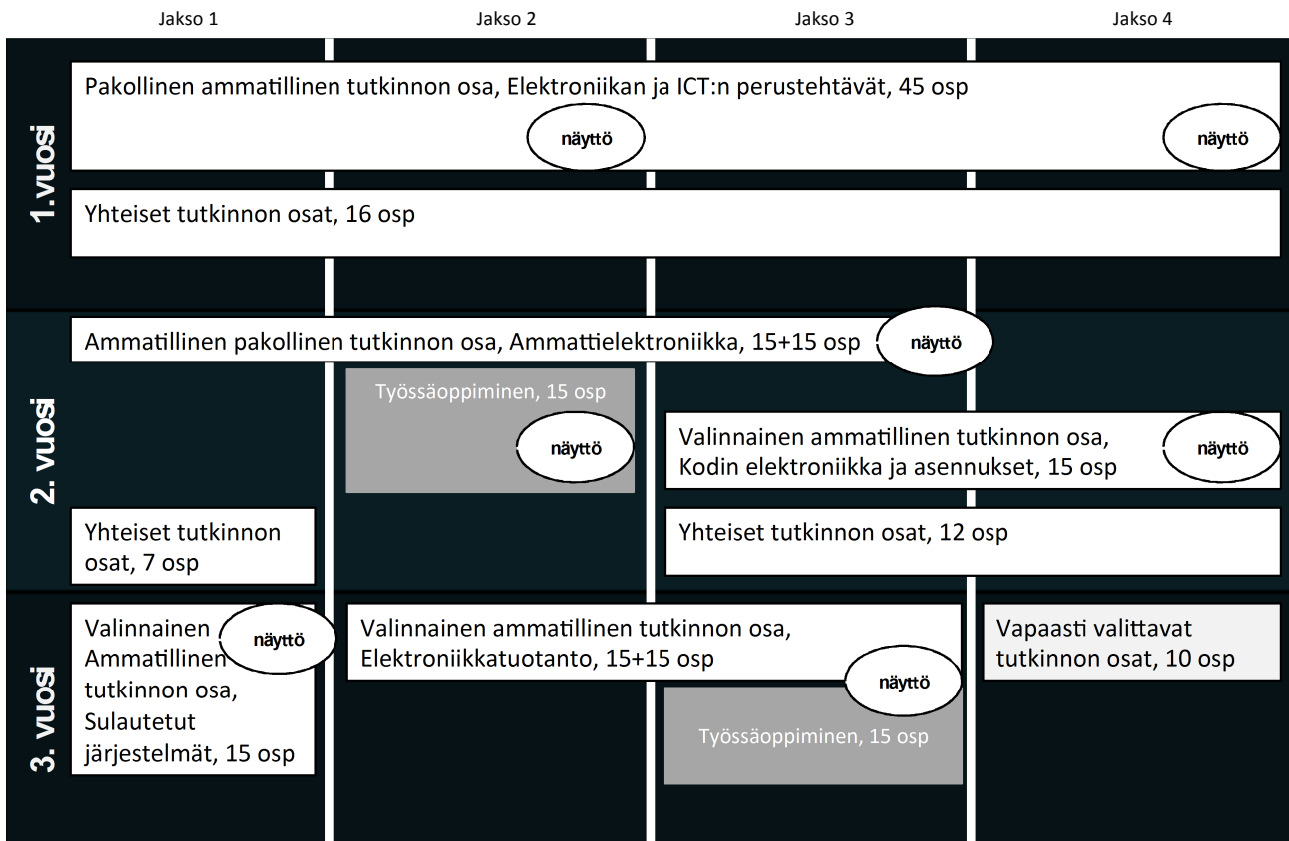 Jakso 1
Jakso 2
Jakso 3
Jakso 4
1.vuosi
Pakollinen ammatillinen tutkinnon osa, Elektroniikan ja ICT:n perustehtävät, 45 osp
näyttö
näyttö
Yhteiset tutkinnon osat, 16 osp
2. vuosi
Ammatillinen pakollinen tutkinnon osa, Ammattielektroniikka, 15+15 osp
näyttö
Työssäoppiminen, 15 osp
näyttö
Valinnainen ammatillinen tutkinnon osa,
Kodin elektroniikka ja asennukset, 15 osp
näyttö
Yhteiset tutkinnon
osat, 7 osp
Yhteiset tutkinnon osat, 12 osp
3. vuosi
Valinnainen
Ammatillinen
tutkinnon osa,
Sulautetut
järjestelmät, 15 osp
näyttö
Valinnainen ammatillinen tutkinnon osa,
Elektroniikkatuotanto, 15+15 osp
näyttö
Työssäoppiminen, 15 osp
Vapaasti valittavat
tutkinnon osat, 10 osp